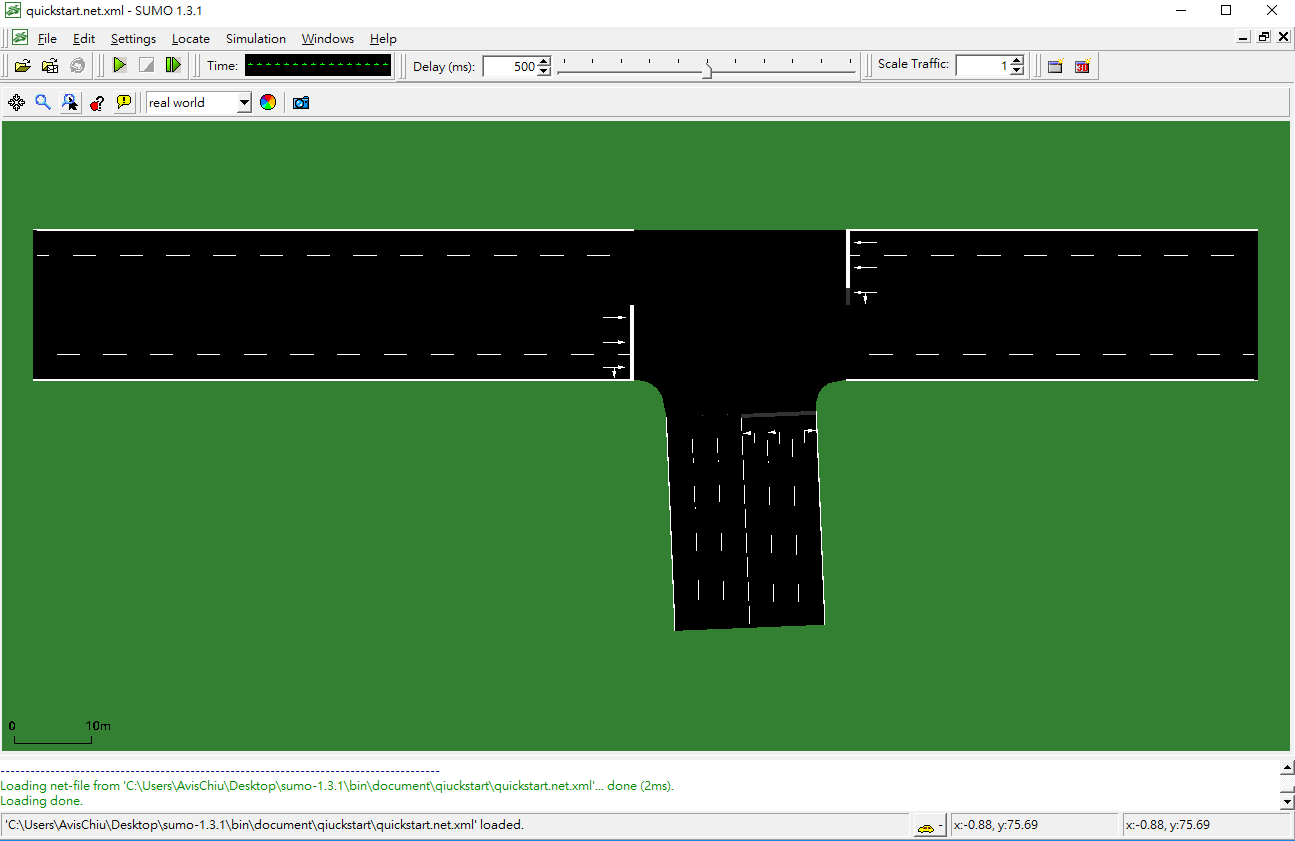 quickstart.net.xml - SUMO 1.3.1
File Edit Settings Locate Simulation Windows Help
Time: Delay (ms): 500 Scale Traffic: 1
real world
0 10m
Loading net-file from 'C:\Users\AvisChiu\Desktop\sumo-1.3.1\bin\document\qiuckstart\quickstart.net.xml'... done (2ms).
Loading done.
'C:\Users\AvisChiu\Desktop\sumo-1.3.1\bin\document\qiuckstart\quickstart.net.xml' loaded. - x:-0.88, y:75.69 x:-0.88, y:75.69